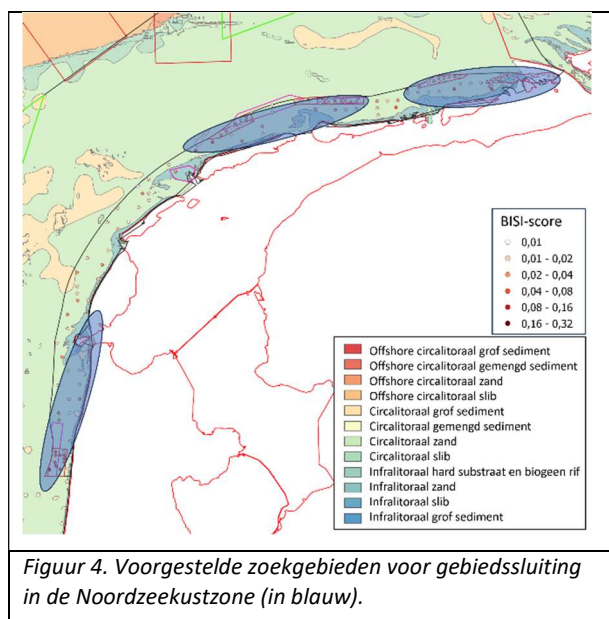 BISI-score
0,01
0,01 - 0,02
0,02 - 0,04
0,04 - 0,08
0,08 - 0,16
0,16 - 0,32
Offshore circalitoraal grof sediment
Offshore circalitoraal gemengd sediment
Offshore circalitoraal zand
Offshore circalitoraal slib
Circalitoraal grof sediment
Circalitoraal gemengd sediment
Circalitoraal zand
Circalitoraal slib
Infralitoraal hard substraat en biogeen rif
Infralitoraal zand
Infralitoraal slib
Infralitoraal grof sediment
Figuur 4. Voorgestelde zoekgebieden voor gebiedssluiting
in de Noordzeekustzone (in blauw).